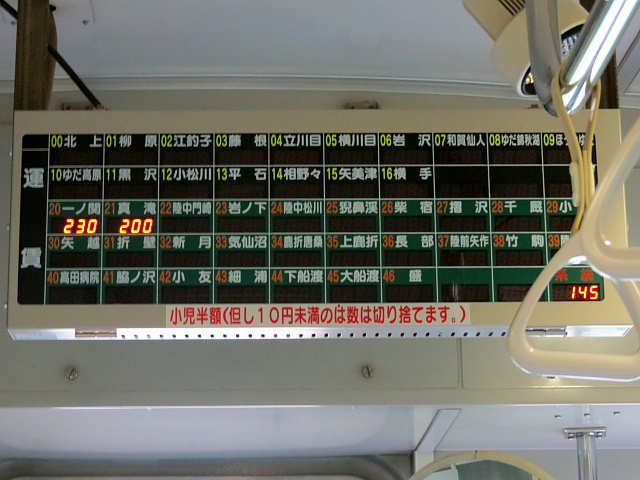 運賃
00北上 01柳原 02江釣子 03藤根 04立川目 05横川目 06岩沢 07和賀仙人 08ゆだ錦秋湖 09ほ
10ゆだ高原 11黒沢 12小松川 13平石 14相野々 15矢美津 16横手
20一ノ関 21真滝 22陸中門崎 23岩ノ下 24陸中松川 25猊鼻渓 26柴宿 27摺沢 28千厩 29小
230 200
30矢越 31折壁 32新月 33気仙沼 34鹿折唐桑 35上鹿折 36長部 37陸前矢作 38竹駒 39陸
40高田病院 41脇ノ沢 42小友 43細浦 44下船渡 45大船渡 46盛
145
小児半額(但し10円未満のは数は切り捨てます。)